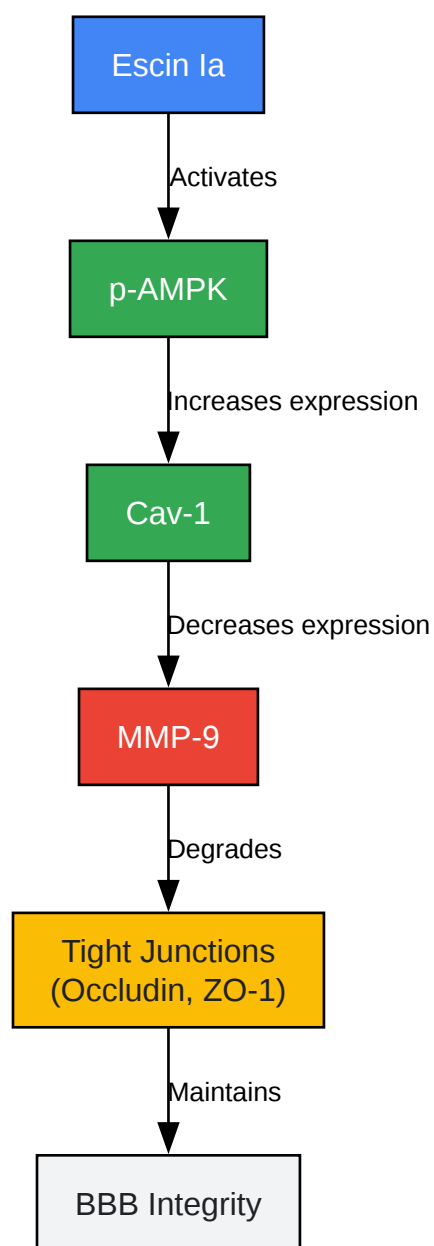 Escin Ia
Activates
p-AMPK
Increases expression
Cav-1
Decreases expression
MMP-9
Degrades
Tight Junctions
(Occludin, ZO-1)
Maintains
BBB Integrity